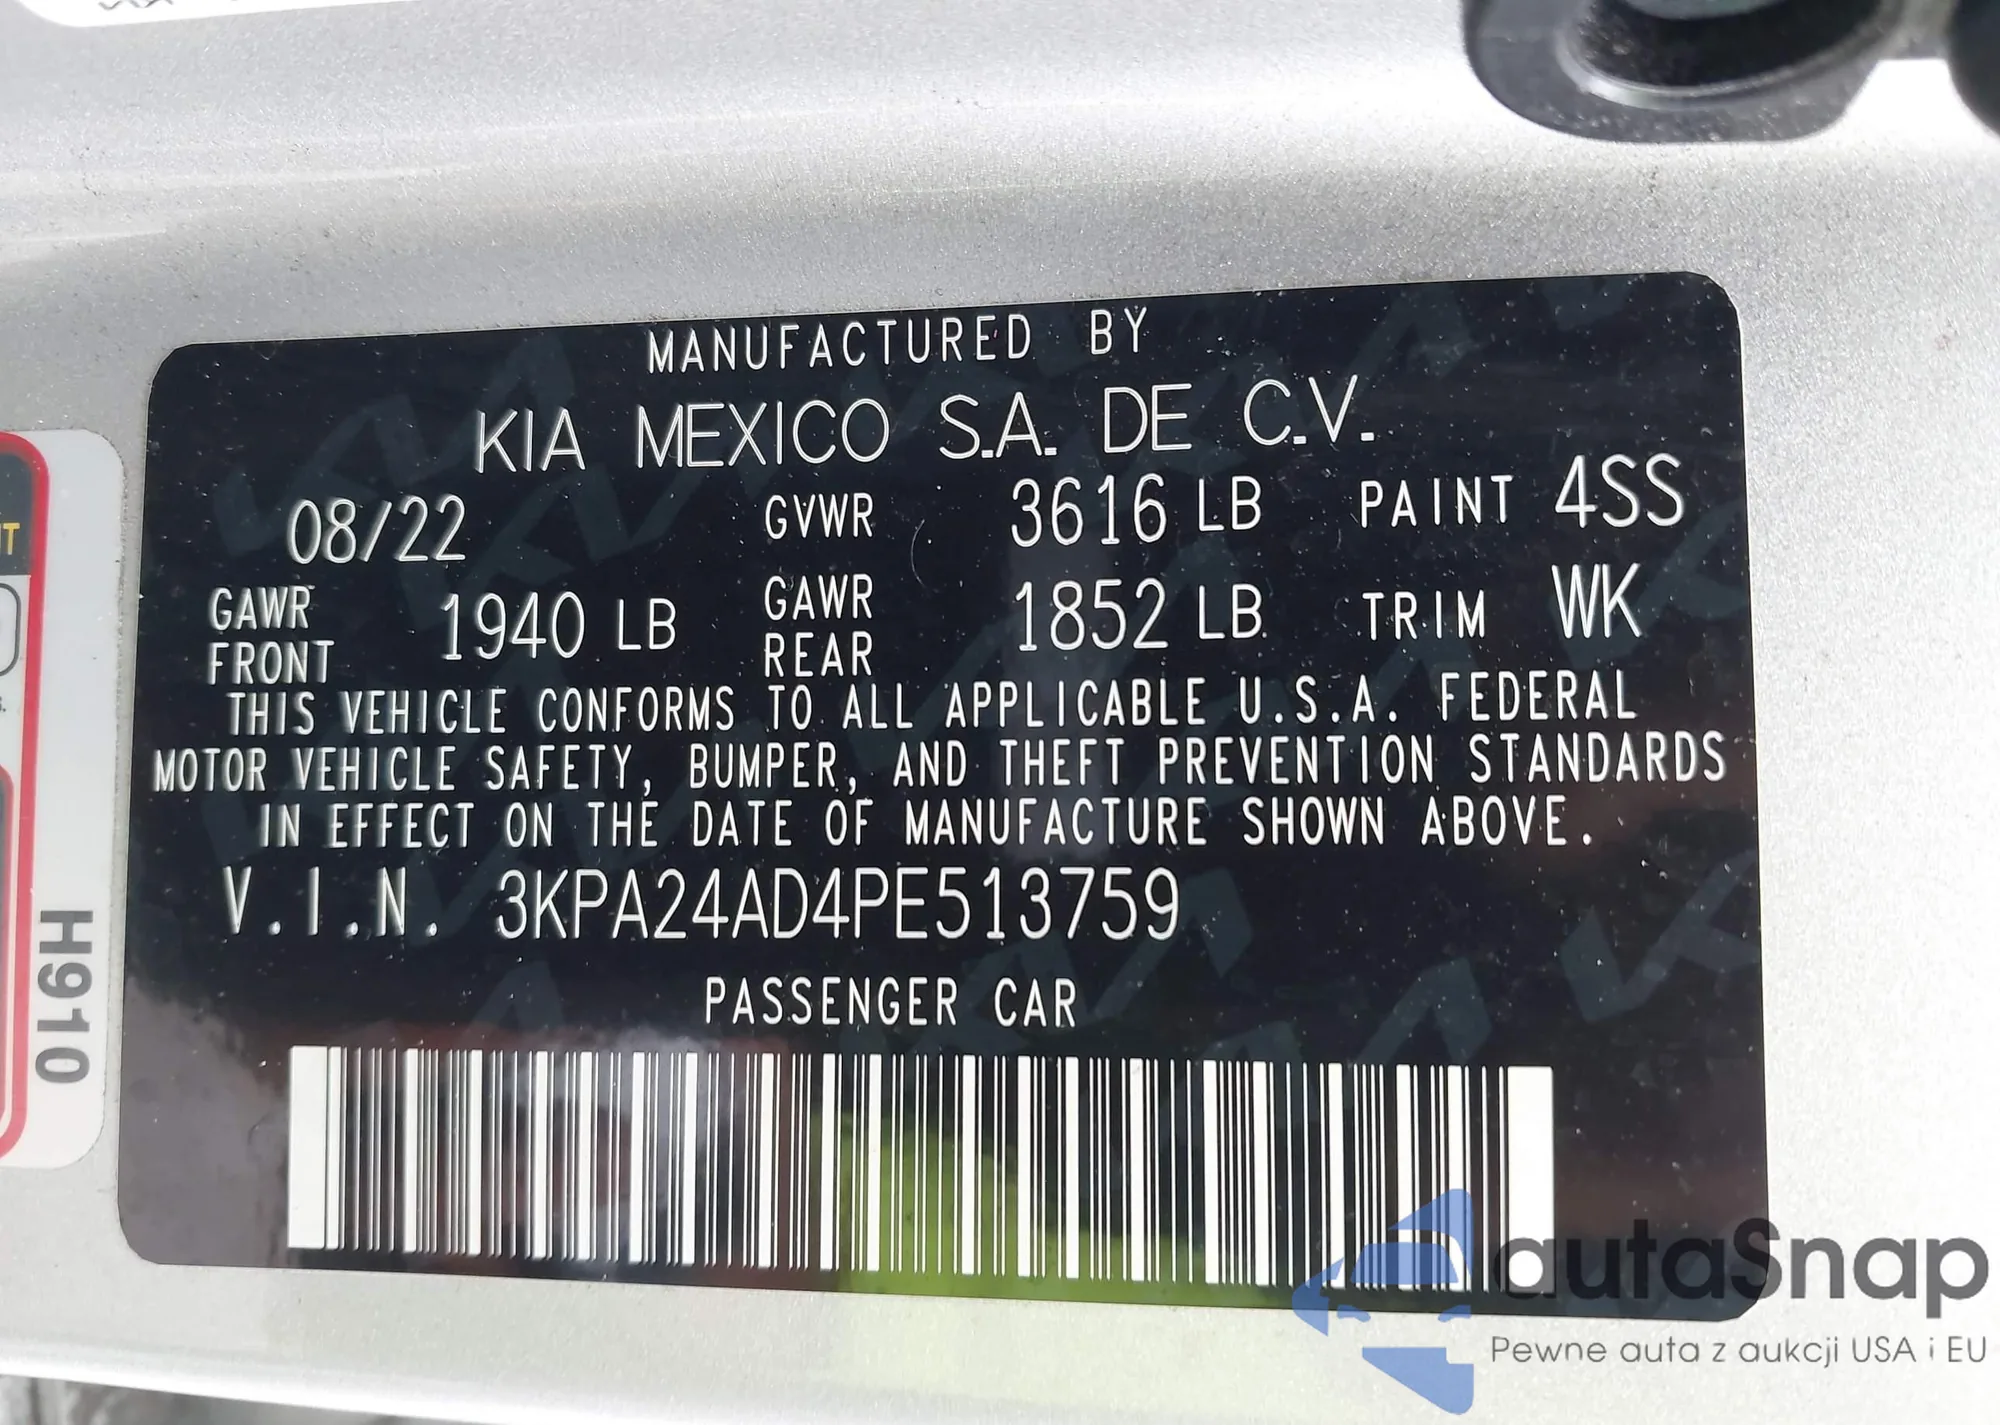 MANUFACTURED BY
KIA MEXICO S.A. DE C.V.
08/22 GVWR 3616 LB PAINT 4SS
GAWR FRONT 1940 LB GAWR REAR 1852 LB TRIM WK
THIS VEHICLE CONFORMS TO ALL APPLICABLE U.S.A. FEDERAL
MOTOR VEHICLE SAFETY, BUMPER, AND THEFT PREVENTION STANDARDS
IN EFFECT ON THE DATE OF MANUFACTURE SHOWN ABOVE.
V.I.N. 3KPA24AD4PE513759
PASSENGER CAR
H910
autaSnap
Pewne auta z aukcji USA i EU